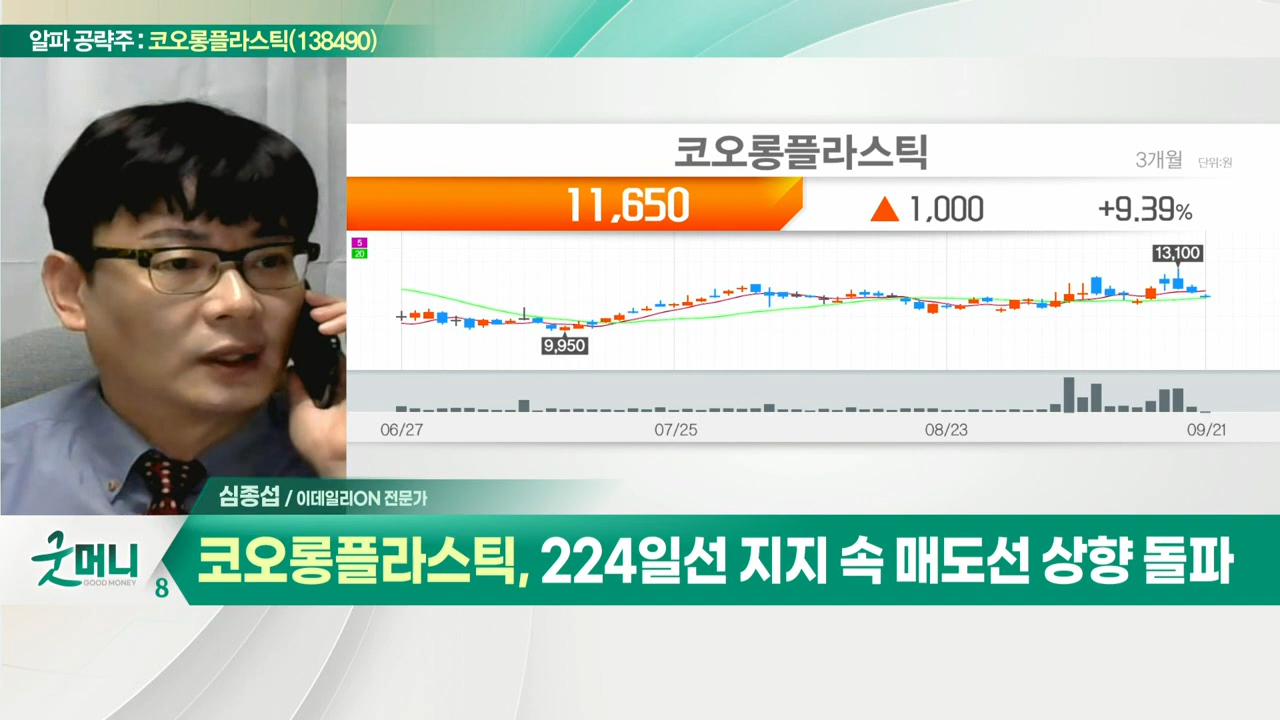 알파 공략주 : 코오롱플라스틱(138490)
코오롱플라스틱
3개월 단위:원
11,650 ▲ 1,000 +9.39%
5
20
13,100
9,950
06/27 07/25 08/23 09/21
심종섭 / 이데일리ON 전문가
굿머니
GOOD MONEY
8
코오롱플라스틱, 224일선 지지 속 매도선 상향 돌파